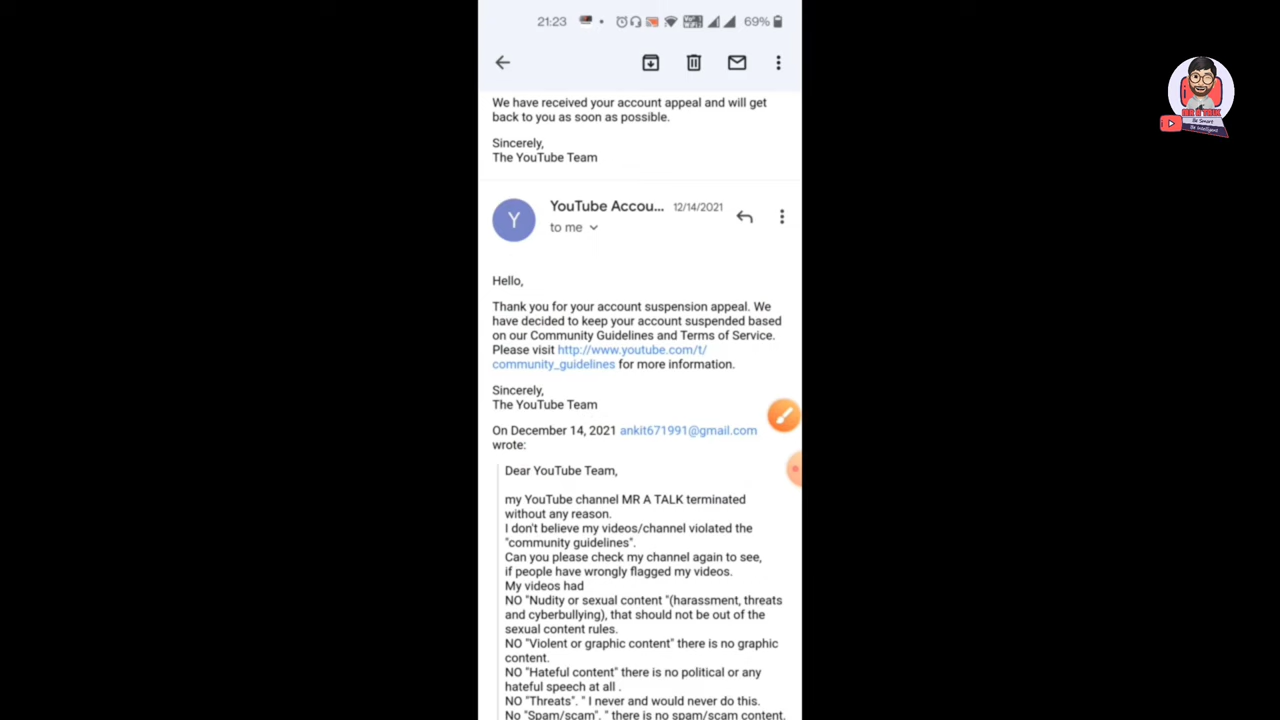 21:23
69%
We have received your account appeal and will get
back to you as soon as possible.
Sincerely,
The YouTube Team
Y
YouTube Accou... 12/14/2021
to me
Hello,
Thank you for your account suspension appeal. We
have decided to keep your account suspended based
on our Community Guidelines and Terms of Service.
Please visit http://www.youtube.com/t/
community_guidelines for more information.
Sincerely,
The YouTube Team
On December 14, 2021 ankit671991@gmail.com
wrote:
Dear YouTube Team,
my YouTube channel MR A TALK terminated
without any reason.
I don't believe my videos/channel violated the
"community guidelines".
Can you please check my channel again to see,
if people have wrongly flagged my videos.
My videos had
NO "Nudity or sexual content "(harassment, threats
and cyberbullying), that should not be out of the
sexual content rules.
NO "Violent or graphic content" there is no graphic
content.
NO "Hateful content" there is no political or any
hateful speech at all .
NO "Threats". " I never and would never do this.
No "Spam/scam". " there is no spam/scam content.
MR A TALK
Be Smart
Be Intelligent